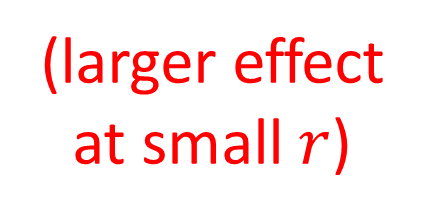 (larger effect
at small r)